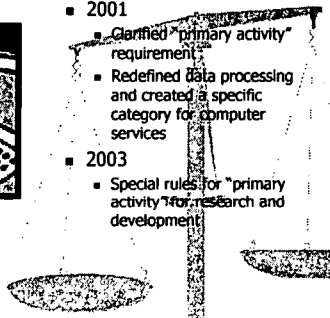 ▪ 2001
▪ Clarified "primary activity"
requirement
▪ Redefined data processing
and created a specific
category for computer
services
▪ 2003
▪ Special rules for "primary
activity" for research and
development